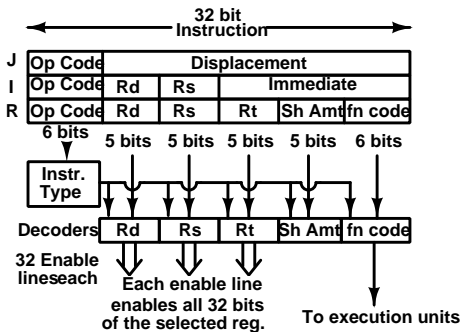 32 bit
Instruction
J Op Code Displacement
I Op Code Rd Rs Immediate
R Op Code Rd Rs Rt Sh Amt fn code
6 bits 5 bits 5 bits 5 bits 5 bits 6 bits
Instr.
Type
Decoders Rd Rs Rt Sh Amt fn code
32 Enable
lineseach
Each enable line
enables all 32 bits
of the selected reg.
To execution units